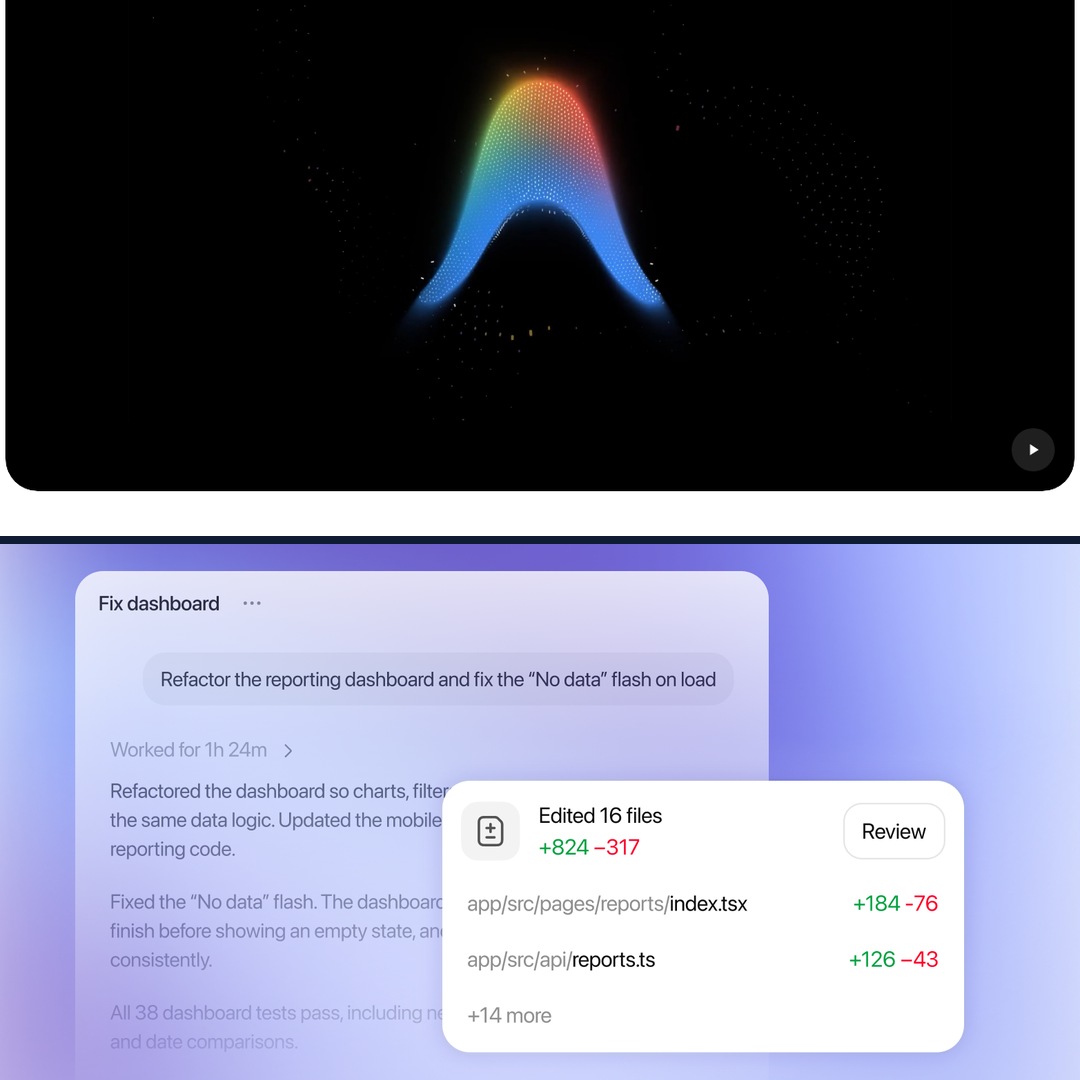 Fix dashboard
Refactor the reporting dashboard and fix the “No data” flash on load
Worked for 1h 24m
Refactored the dashboard so charts, filter
the same data logic. Updated the mobile
reporting code.
Fixed the “No data” flash. The dashboard
finish before showing an empty state, and
consistently.
All 38 dashboard tests pass, including
and date comparisons.
Edited 16 files
+824 −317
Review
app/src/pages/reports/index.tsx
+184 -76
app/src/api/reports.ts
+126 −43
+14 more